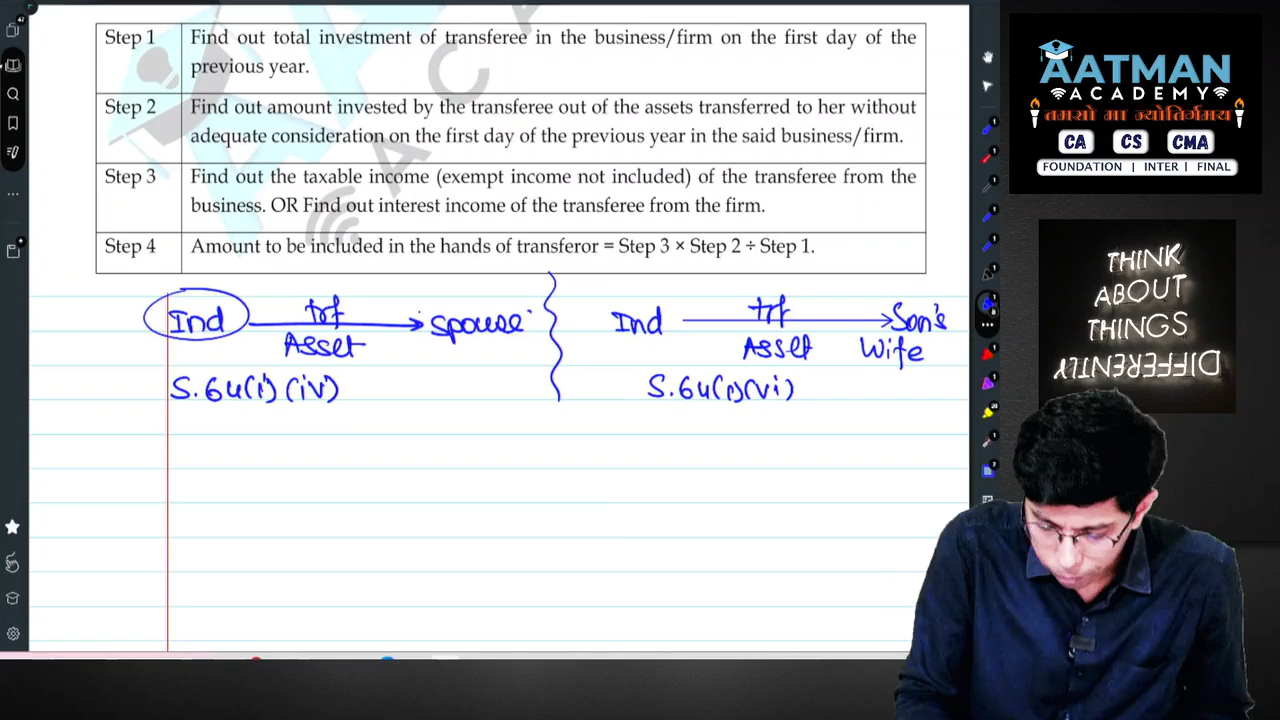 Step 1 Find out total investment of transferee in the business/firm on the first day of the
previous year.
Step 2 Find out amount invested by the transferee out of the assets transferred to her without
adequate consideration on the first day of the previous year in the said business/firm.
Step 3 Find out the taxable income (exempt income not included) of the transferee from the
business. OR Find out interest income of the transferee from the firm.
Step 4 Amount to be included in the hands of transferor = Step 3 × Step 2 ÷ Step 1.
Ind trf Spouse
Asset
S.64(i)(iv)
Ind trf Son's
Asset Wife
S.64(1)(vi)
AATMAN
ACADEMY
तमसो मा ज्योतिर्गमय
CA CS CMA
FOUNDATION | INTER | FINAL
THINK
ABOUT
THINGS
DIFFERENTLY